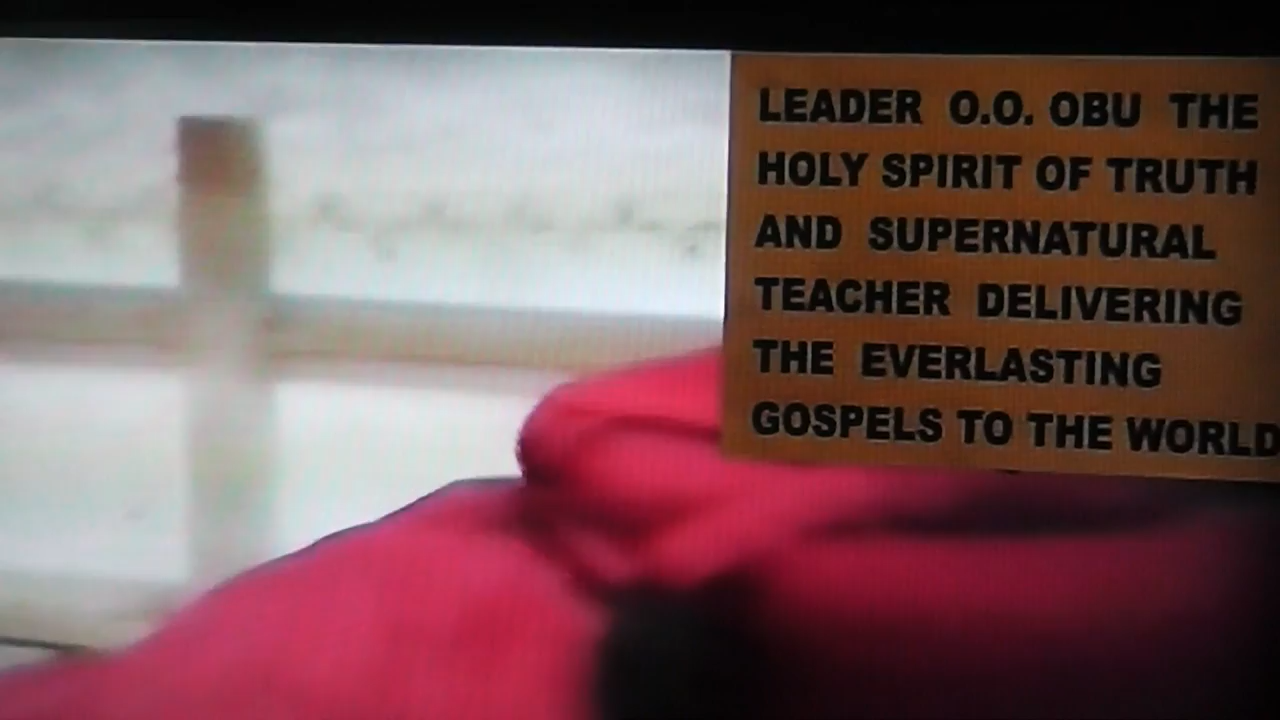 LEADER O.O. OBU THE
HOLY SPIRIT OF TRUTH
AND SUPERNATURAL
TEACHER DELIVERING
THE EVERLASTING
GOSPELS TO THE WORLD